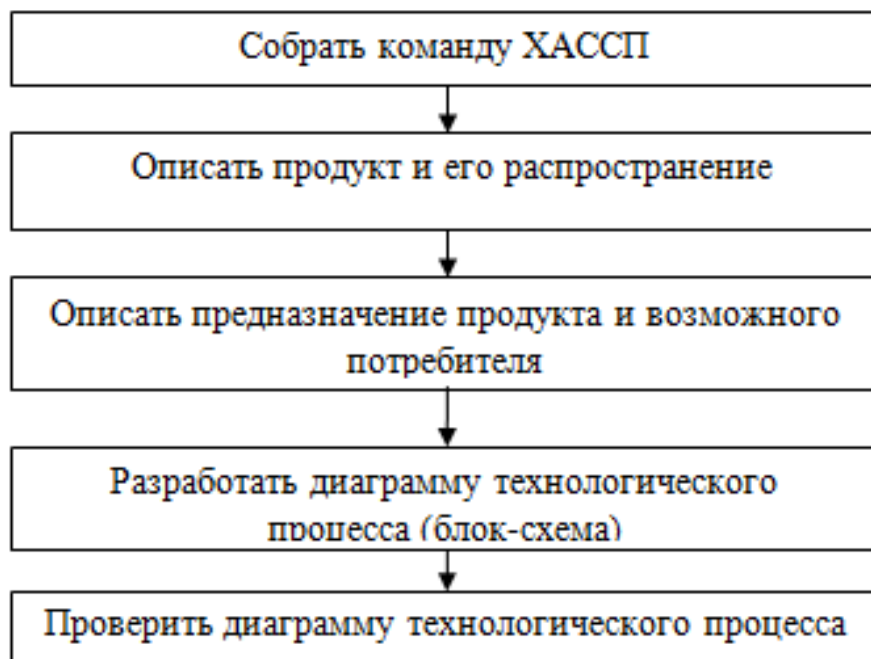 Собрать команду ХАССП
Описать продукт и его распространение
Описать предназначение продукта и возможного
потребителя
Разработать диаграмму технологического
процесса (блок-схема)
Проверить диаграмму технологического процесса